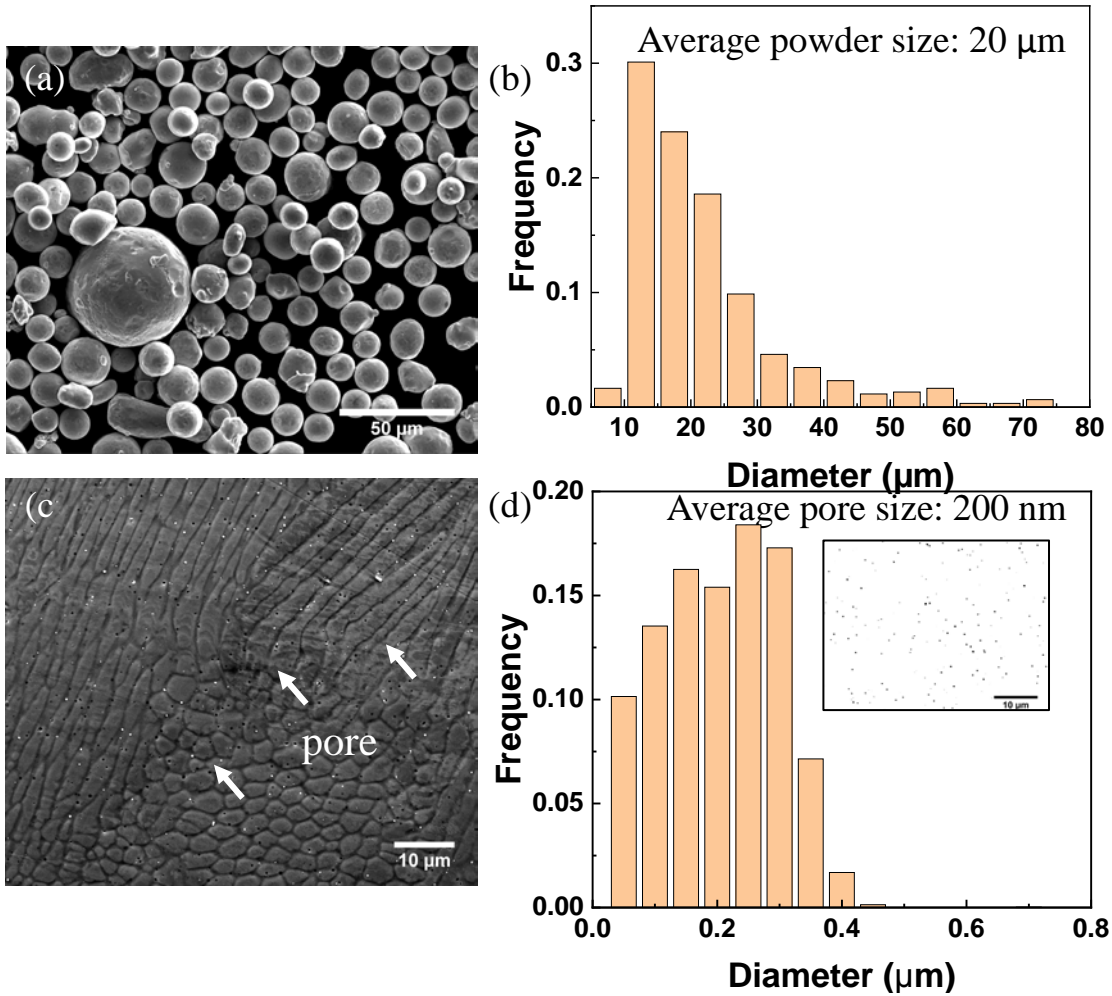 (a)
50 µm
(b)
Average powder size: 20 µm
Frequency
0.3
0.2
0.1
0.0
10 20 30 40 50 60 70 80
Diameter (µm)
(c
pore
10 µm
(d)
Average pore size: 200 nm
Frequency
0.20
0.15
0.10
0.05
0.00
10 µm
0.0 0.2 0.4 0.6 0.8
Diameter (µm)